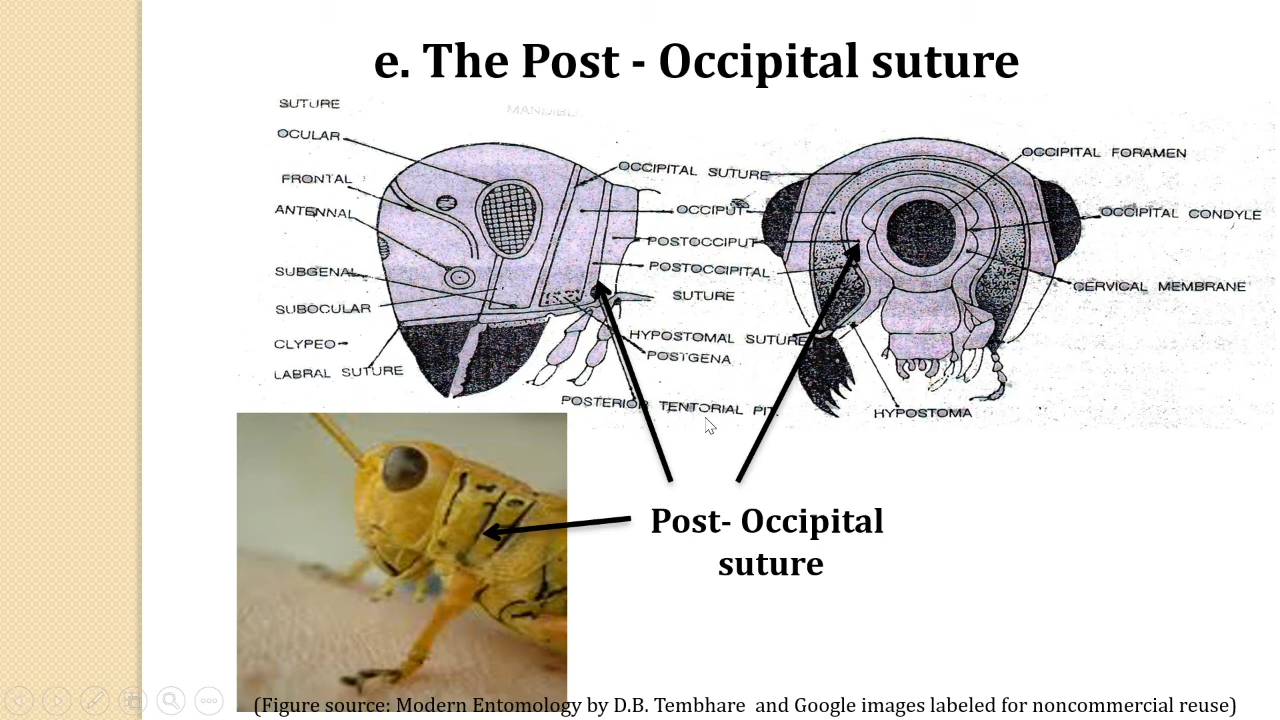 e. The Post - Occipital suture
SUTURE
MANDIBL
OCULAR
FRONTAL
ANTENNAL
SUBGENAL
SUBOCULAR
CLYPEO-
LABRAL SUTURE
OCCIPITAL SUTURE
OCCIPUT
POSTOCCIPUT
POSTOCCIPITAL
SUTURE
HYPOSTOMAL SUTURE
POSTGENA
POSTERIOR TENTORIAL PIT
OCCIPITAL FORAMEN
OCCIPITAL CONDYLE
CERVICAL MEMBRANE
HYPOSTOMA
Post- Occipital
suture
(Figure source: Modern Entomology by D.B. Tembhare and Google images labeled for noncommercial reuse)